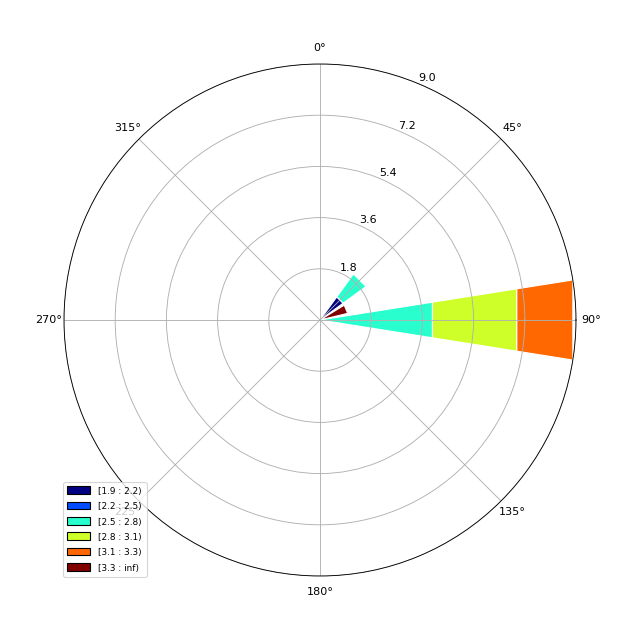 0°
9.0
315°
7.2
45°
5.4
3.6
1.8
270°
90°
[1.9 : 2.2)
[2.2 : 2.5)
225°
135°
[2.5 : 2.8)
[2.8 : 3.1)
[3.1 : 3.3)
[3.3 : inf)
180°